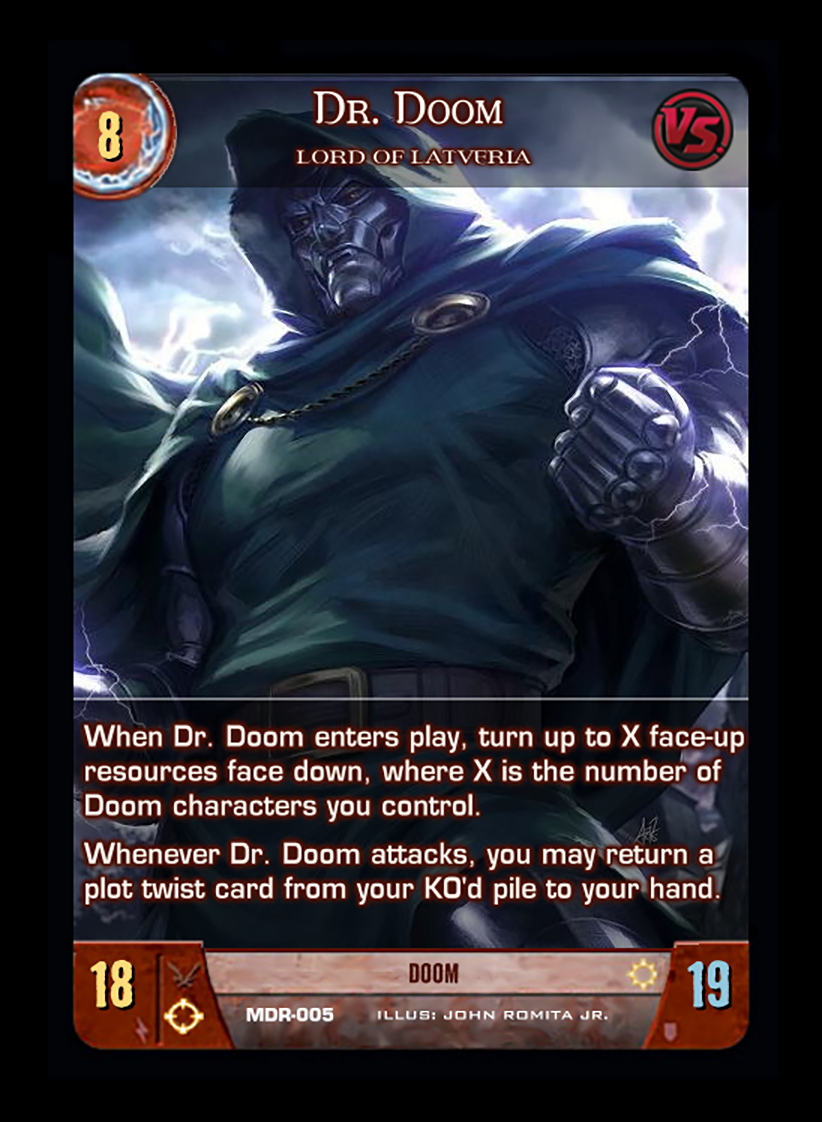 8
DR. DOOM
LORD OF LATVERIA
VS.
When Dr. Doom enters play, turn up to X face-up
resources face down, where X is the number of
Doom characters you control.
Whenever Dr. Doom attacks, you may return a
plot twist card from your KO'd pile to your hand.
18
DOOM
19
MDR-005 ILLUS: JOHN ROMITA JR.